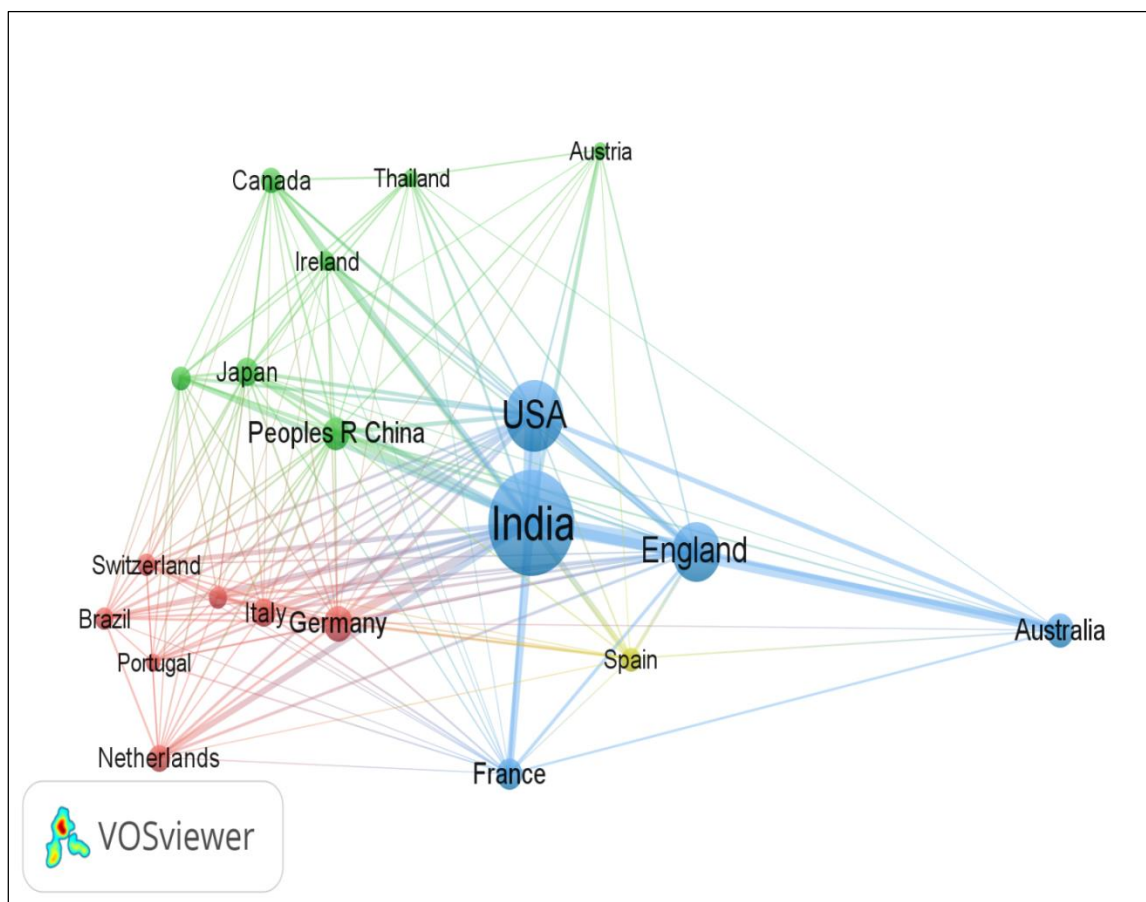 Austria
Canada
Thailand
Ireland
Japan
USA
Peoples R China
India
England
Switzerland
Brazil
Italy
Germany
Australia
Portugal
Spain
Netherlands
France
VOSviewer